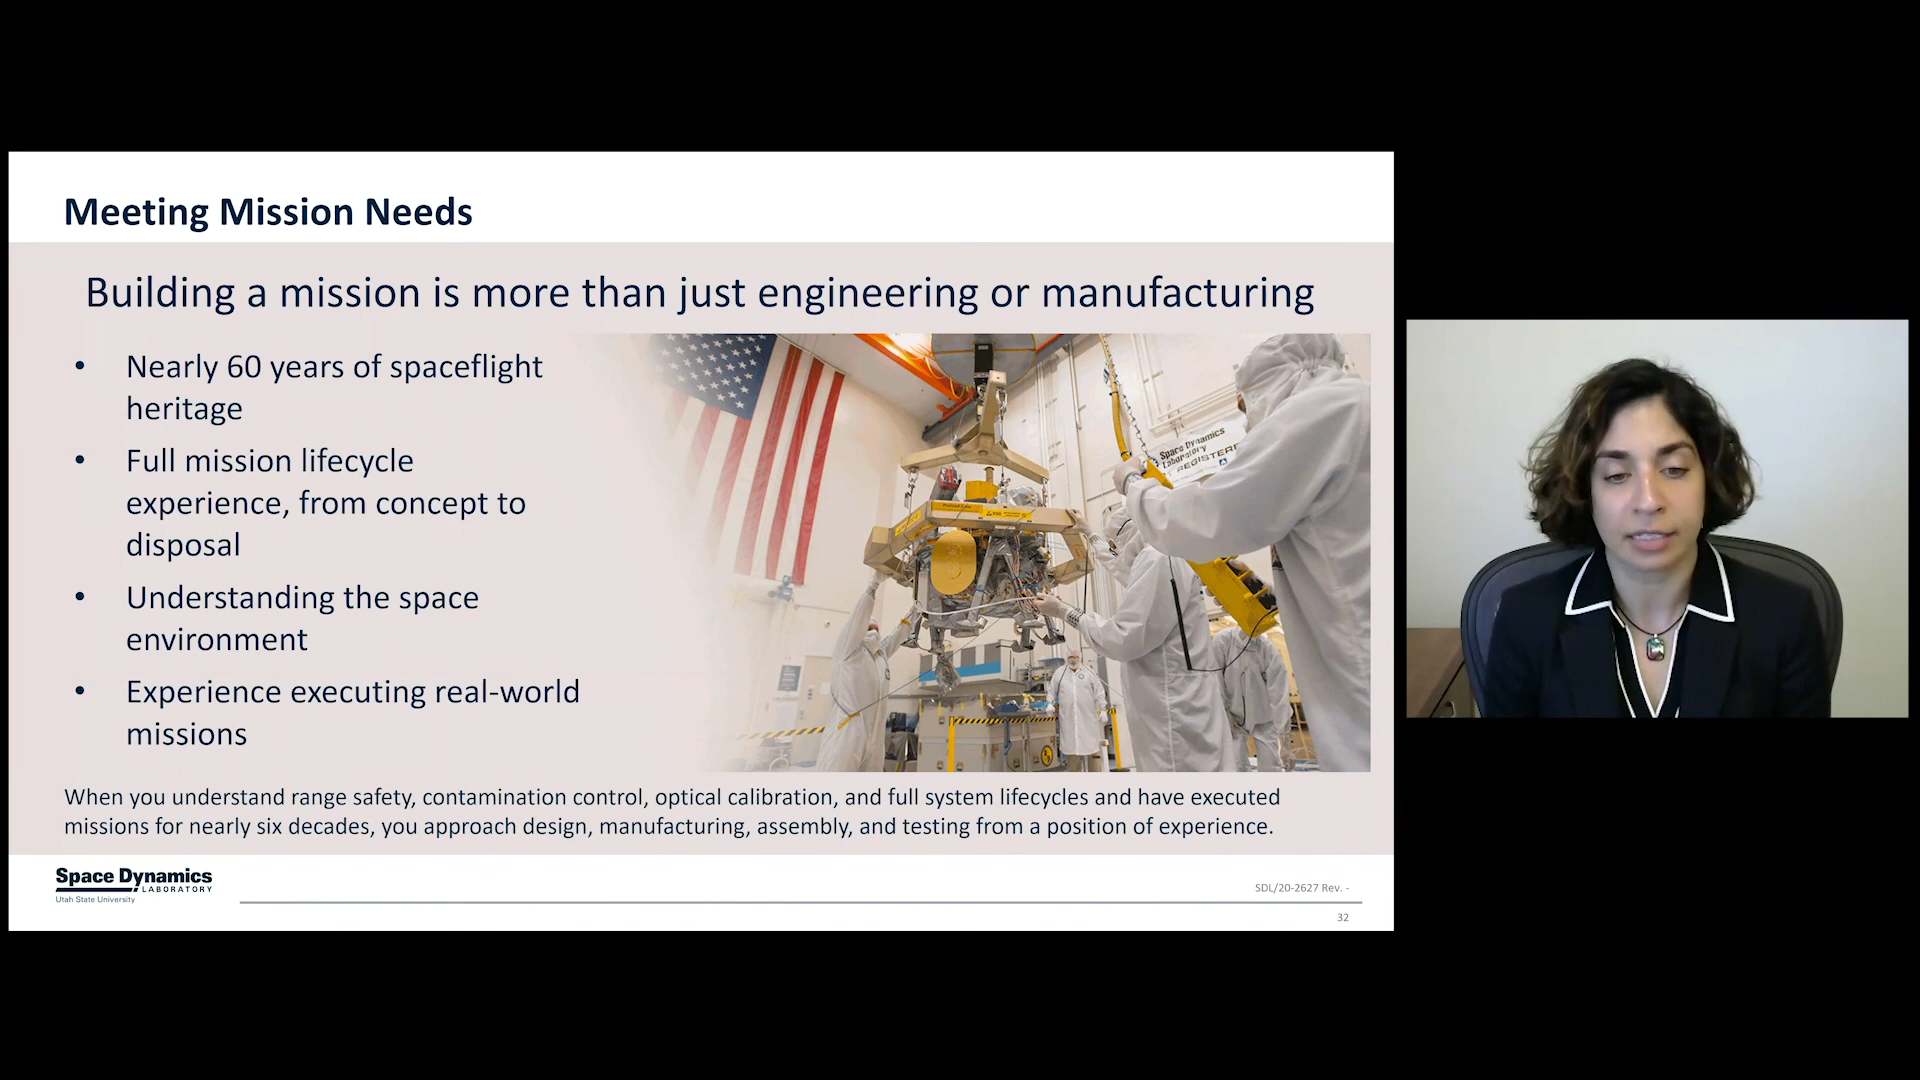 Meeting Mission Needs
Building a mission is more than just engineering or manufacturing
• Nearly 60 years of spaceflight
heritage
• Full mission lifecycle
experience, from concept to
disposal
• Understanding the space
environment
• Experience executing real-world
missions
Space Dynamics
Laboratory
REGISTERE
When you understand range safety, contamination control, optical calibration, and full system lifecycles and have executed
missions for nearly six decades, you approach design, manufacturing, assembly, and testing from a position of experience.
Space Dynamics
LABORATORY
Utah State University
SDL/20-2627 Rev. -
32